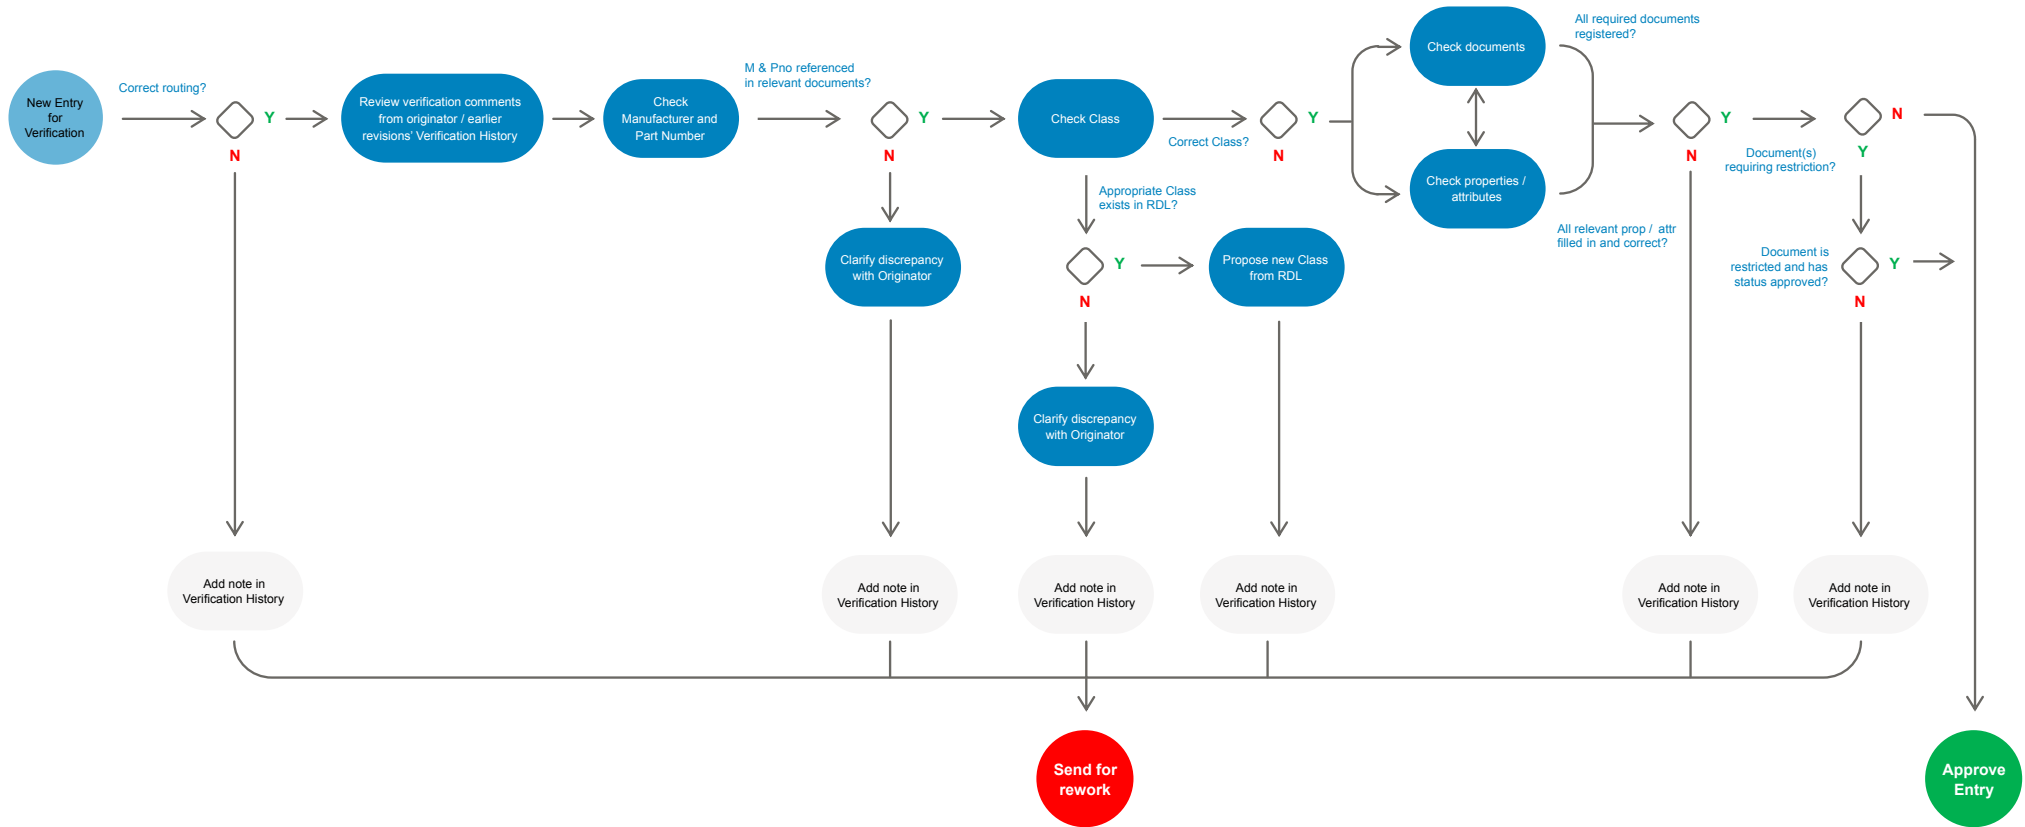 New Entry
for
Verification
Correct routing?
Y
N
Review verification comments
from originator / earlier
revisions' Verification History
Check
Manufacturer and
Part Number
M & Pno referenced
in relevant documents?
Y
N
Clarify discrepancy
with Originator
Check Class
Correct Class?
Y
N
Appropriate Class
exists in RDL?
Y
N
Propose new Class
from RDL
Clarify discrepancy
with Originator
Check documents
Check properties /
attributes
All required documents
registered?
All relevant prop / attr
filled in and correct?
Y
N
Document(s)
requiring restriction?
N
Y
Document is
restricted and has
status approved?
Y
N
Add note in
Verification History
Add note in
Verification History
Add note in
Verification History
Add note in
Verification History
Add note in
Verification History
Add note in
Verification History
Send for
rework
Approve
Entry